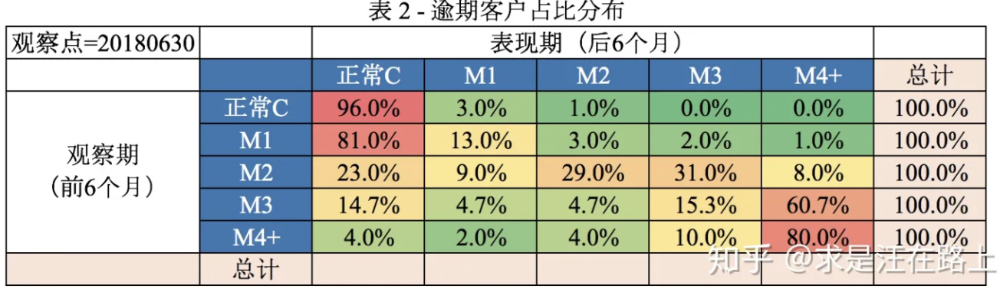 表 2 - 逾期客户占比分布
观察点=20180630 表现期（后6个月）
正常C M1 M2 M3 M4+ 总计
正常C 96.0% 3.0% 1.0% 0.0% 0.0% 100.0%
M1 81.0% 13.0% 3.0% 2.0% 1.0% 100.0%
观察期
（前6个月）
M2 23.0% 9.0% 29.0% 31.0% 8.0% 100.0%
M3 14.7% 4.7% 4.7% 15.3% 60.7% 100.0%
M4+ 4.0% 2.0% 4.0% 10.0% 80.0% 100.0%
总计
知乎 @求是汪在路上